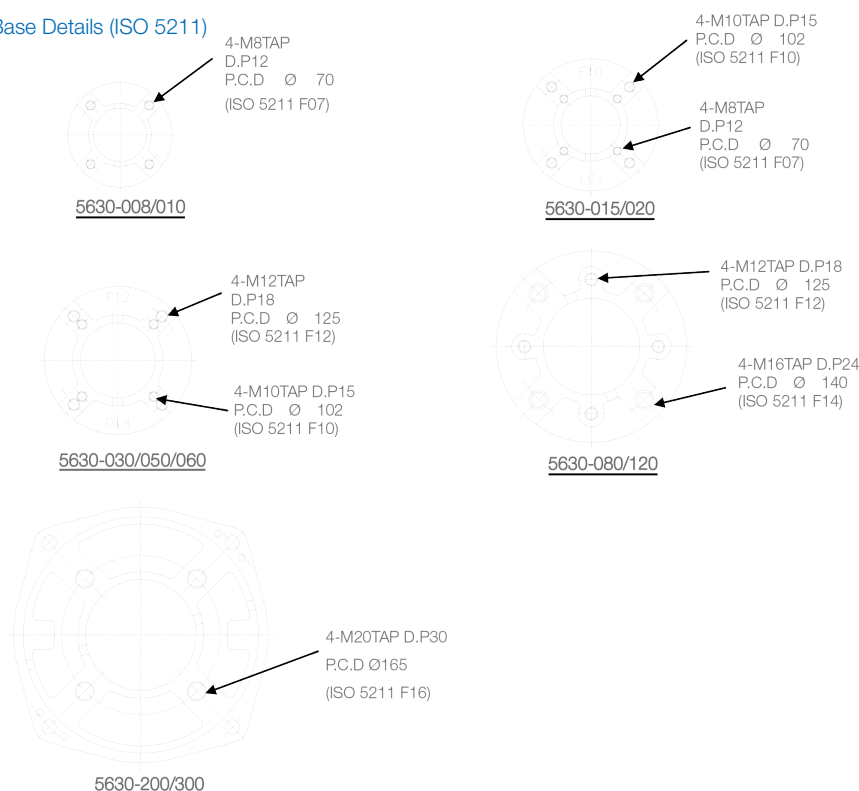 Base Details (ISO 5211)
4-M8TAP
D.P12
P.C.D Ø 70
(ISO 5211 F07)
5630-008/010
4-M10TAP D.P15
P.C.D Ø 102
(ISO 5211 F10)
F10
4-M8TAP
D.P12
P.C.D Ø 70
(ISO 5211 F07)
F07
5630-015/020
4-M12TAP
D.P18
P.C.D Ø 125
(ISO 5211 F12)
F12
4-M10TAP D.P15
P.C.D Ø 102
(ISO 5211 F10)
F10
5630-030/050/060
4-M12TAP D.P18
P.C.D Ø 125
(ISO 5211 F12)
4-M16TAP D.P24
P.C.D Ø 140
(ISO 5211 F14)
5630-080/120
4-M20TAP D.P30
P.C.D Ø165
(ISO 5211 F16)
5630-200/300